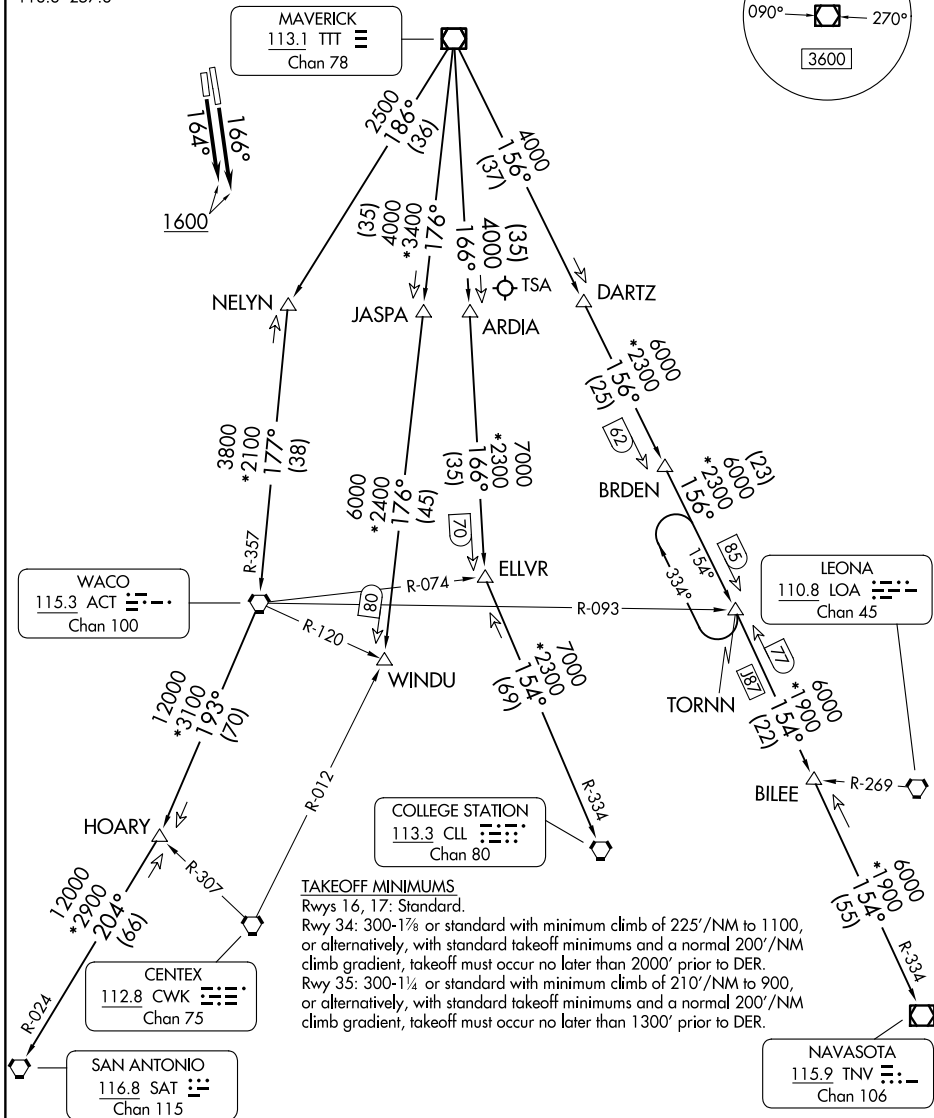 MAVERICK
113.1 TTT
Chan 78
090°
270°
3600
164°
166°
1600
2500
186°
(36)
(35)
4000
*3400
176°
(35)
4000
166°
4000
156°
(37)
TSA
NELYN
JASPA
ARDIA
DARTZ
3800
*2100
177°
(38)
R-357
6000
*2400
176°
(45)
80
7000
*2300
166°
(35)
70
6000
*2300
156°
(25)
62
BRDEN
(23)
6000
*2300
156°
85
154°
334°
WACO
115.3 ACT
Chan 100
R-074
ELLVR
R-093
R-120
WINDU
LEONA
110.8 LOA
Chan 45
TORNN
77
J87
6000
*1900
154°
(22)
BILEE
R-269
12000
*3100
193°
(70)
7000
*2300
154°
(69)
R-334
R-012
HOARY
R-307
COLLEGE STATION
113.3 CLL
Chan 80
12000
*2900
204°
(66)
R-024
6000
*1900
154°
(55)
R-334
TAKEOFF MINIMUMS
Rwys 16, 17: Standard.
Rwy 34: 300-1⅞ or standard with minimum climb of 225'/NM to 1100,
or alternatively, with standard takeoff minimums and a normal 200'/NM
climb gradient, takeoff must occur no later than 2000' prior to DER.
Rwy 35: 300-1¼ or standard with minimum climb of 210'/NM to 900,
or alternatively, with standard takeoff minimums and a normal 200'/NM
climb gradient, takeoff must occur no later than 1300' prior to DER.
CENTEX
112.8 CWK
Chan 75
SAN ANTONIO
116.8 SAT
Chan 115
NAVASOTA
115.9 TNV
Chan 106